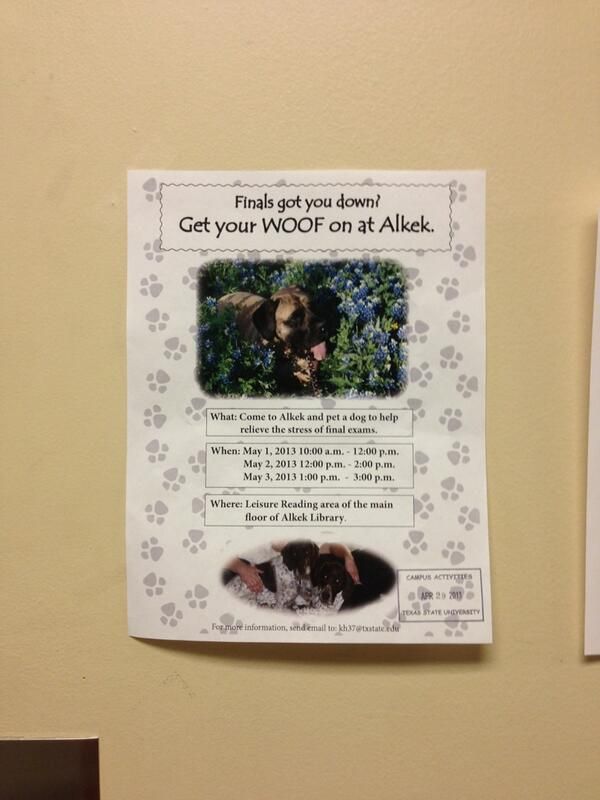 Finals got you down?
Get your WOOF on at Alkek.
What: Come to Alkek and pet a dog to help
relieve the stress of final exams.
When: May 1, 2013 10:00 a.m. - 12:00 p.m.
May 2, 2013 12:00 p.m. - 2:00 p.m.
May 3, 2013 1:00 p.m. - 3:00 p.m.
Where: Leisure Reading area of the main
floor of Alkek Library.
CAMPUS ACTIVITIES
APR 29 2013
TEXAS STATE UNIVERSITY
For more information, send email to: kh37@txstate.edu